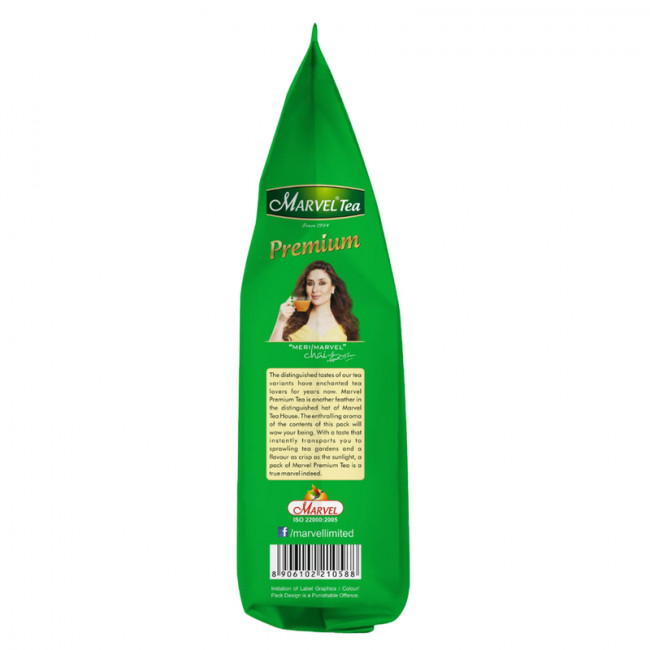 MARVEL® Tea
Since 1994
Premium
"MERI MARVEL"
chai
The distinguished tastes of our tea
variants have enchanted tea
lovers for years now. Marvel
Premium Tea is another feather in
the distinguished hat of Marvel
Tea House. The enthralling aroma
of the contents of this pack will
wow your being. With a taste that
instantly transports you to
sprawling tea gardens and a
flavour as crisp as the sunlight, a
pack of Marvel Premium Tea is a
true marvel indeed.
MARVEL
ISO 22000:2005
f /marvellimited
8 906102 210588
Imitation of Label Graphics / Colour/
Pack Design is a Punishable Offence.